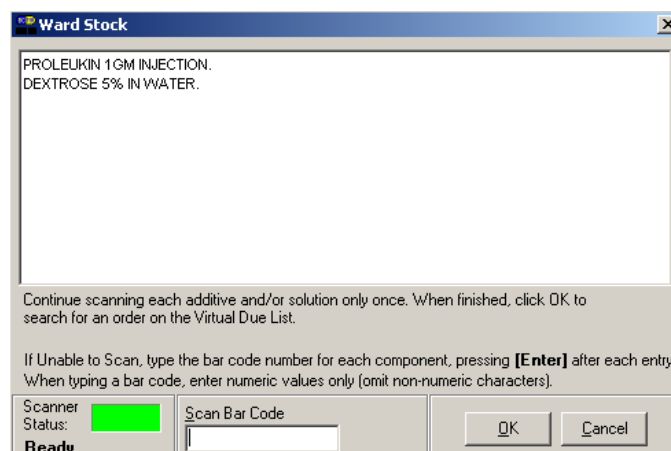 Ward Stock
PROLEUKIN 1GM INJECTION.
DEXTROSE 5% IN WATER.
Continue scanning each additive and/or solution only once. When finished, click OK to
search for an order on the Virtual Due List.
If Unable to Scan, type the bar code number for each component, pressing [Enter] after each entry
When typing a bar code, enter numeric values only (omit non-numeric characters).
Scanner
Status:
Ready
Scan Bar Code
OK
Cancel